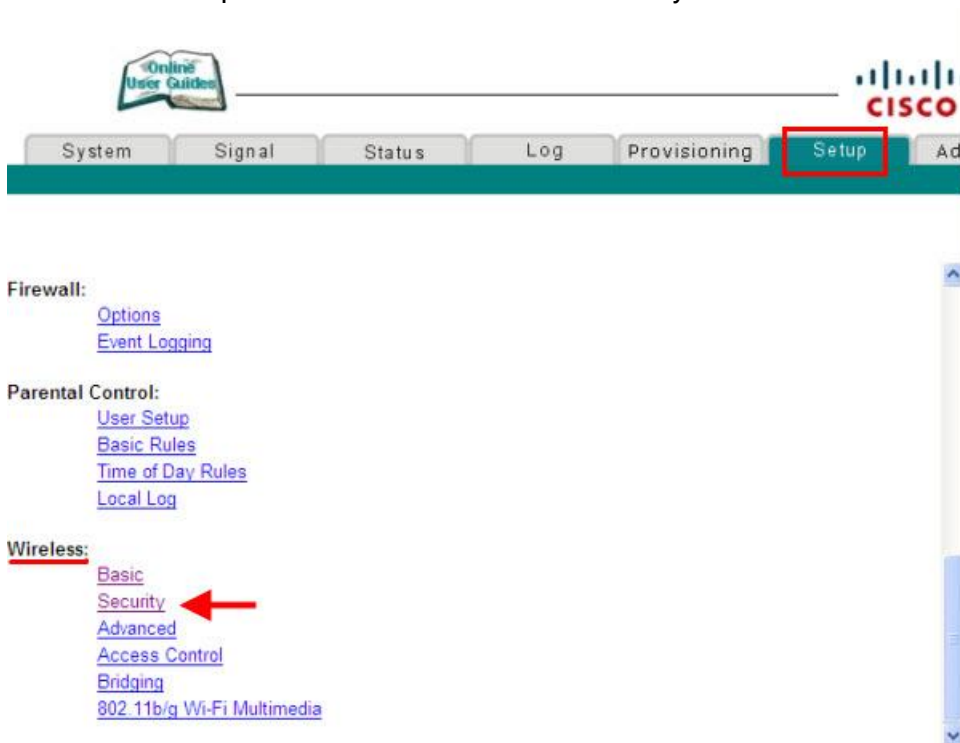 Online
User Guides
CISCO
System Signal Status Log Provisioning Setup Ad
Firewall:
Options
Event Logging
Parental Control:
User Setup
Basic Rules
Time of Day Rules
Local Log
Wireless:
Basic
Security
Advanced
Access Control
Bridging
802.11b/g Wi-Fi Multimedia